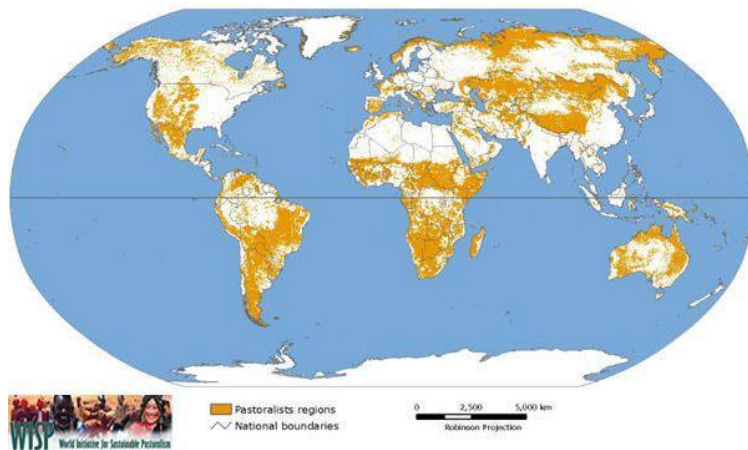 WISP World Initiative for Sustainable Pastoralism
Pastoralists regions
National boundaries
0 2,500 5,000 km
Robinson Projection